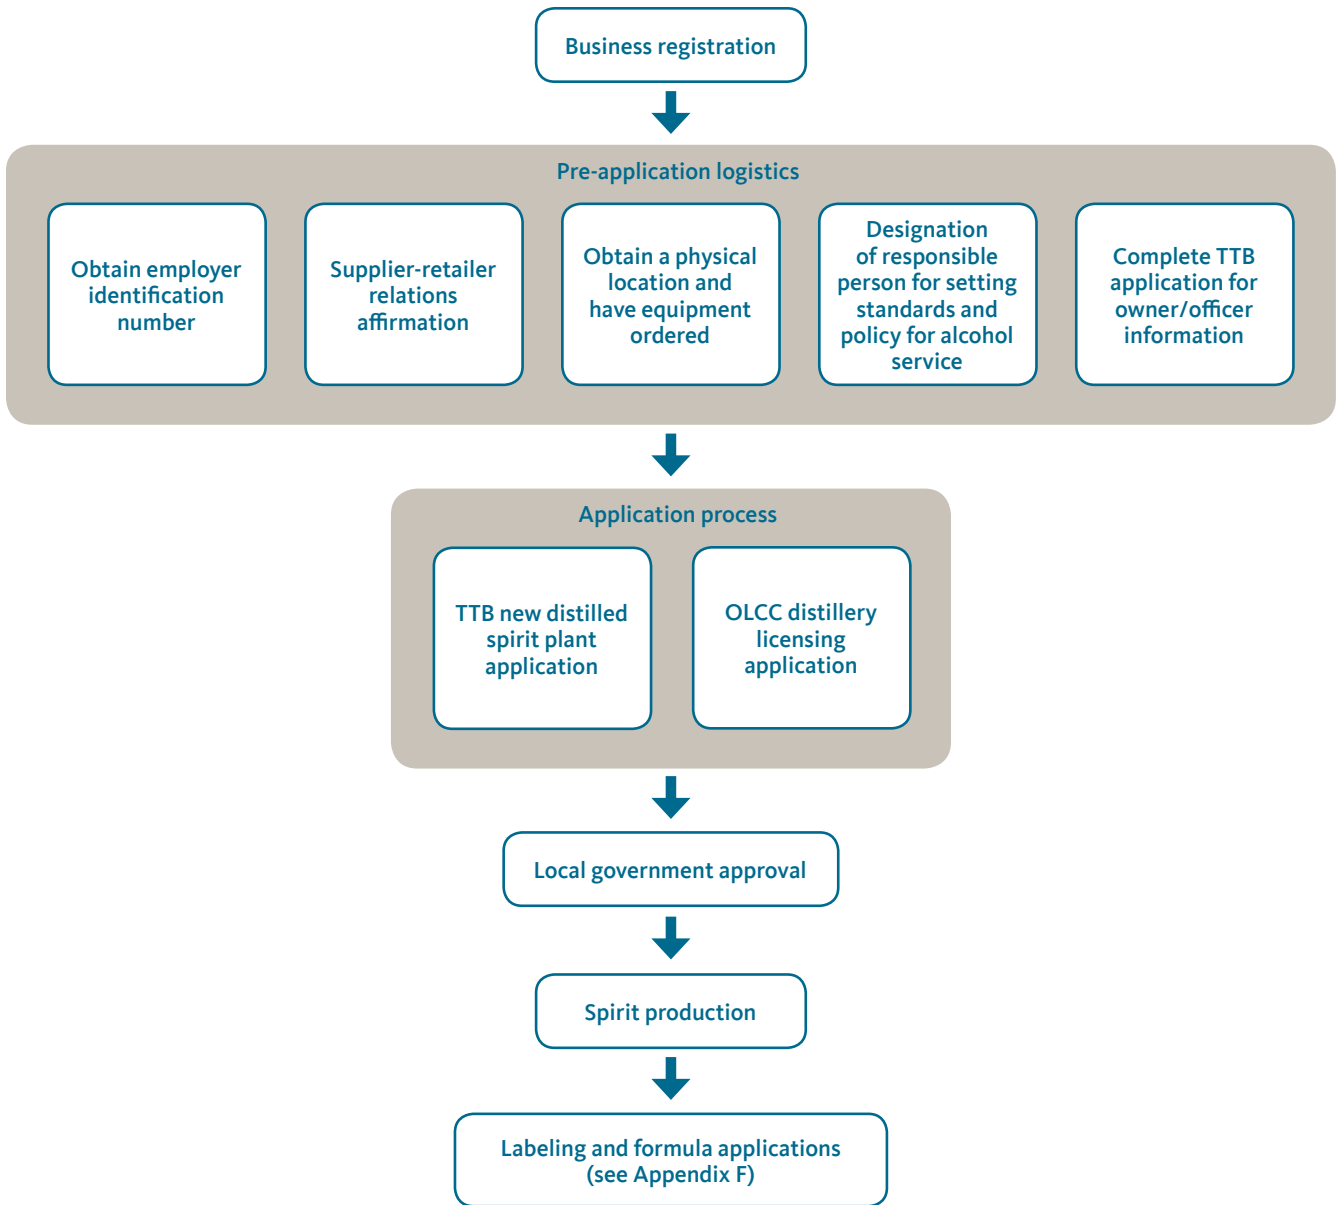 Business registration
Pre-application logistics
Obtain employer
identification
number
Supplier-retailer
relations
affirmation
Obtain a physical
location and
have equipment
ordered
Designation
of responsible
person for setting
standards and
policy for alcohol
service
Complete TTB
application for
owner/officer
information
Application process
TTB new distilled
spirit plant
application
OLCC distillery
licensing
application
Local government approval
Spirit production
Labeling and formula applications
(see Appendix F)